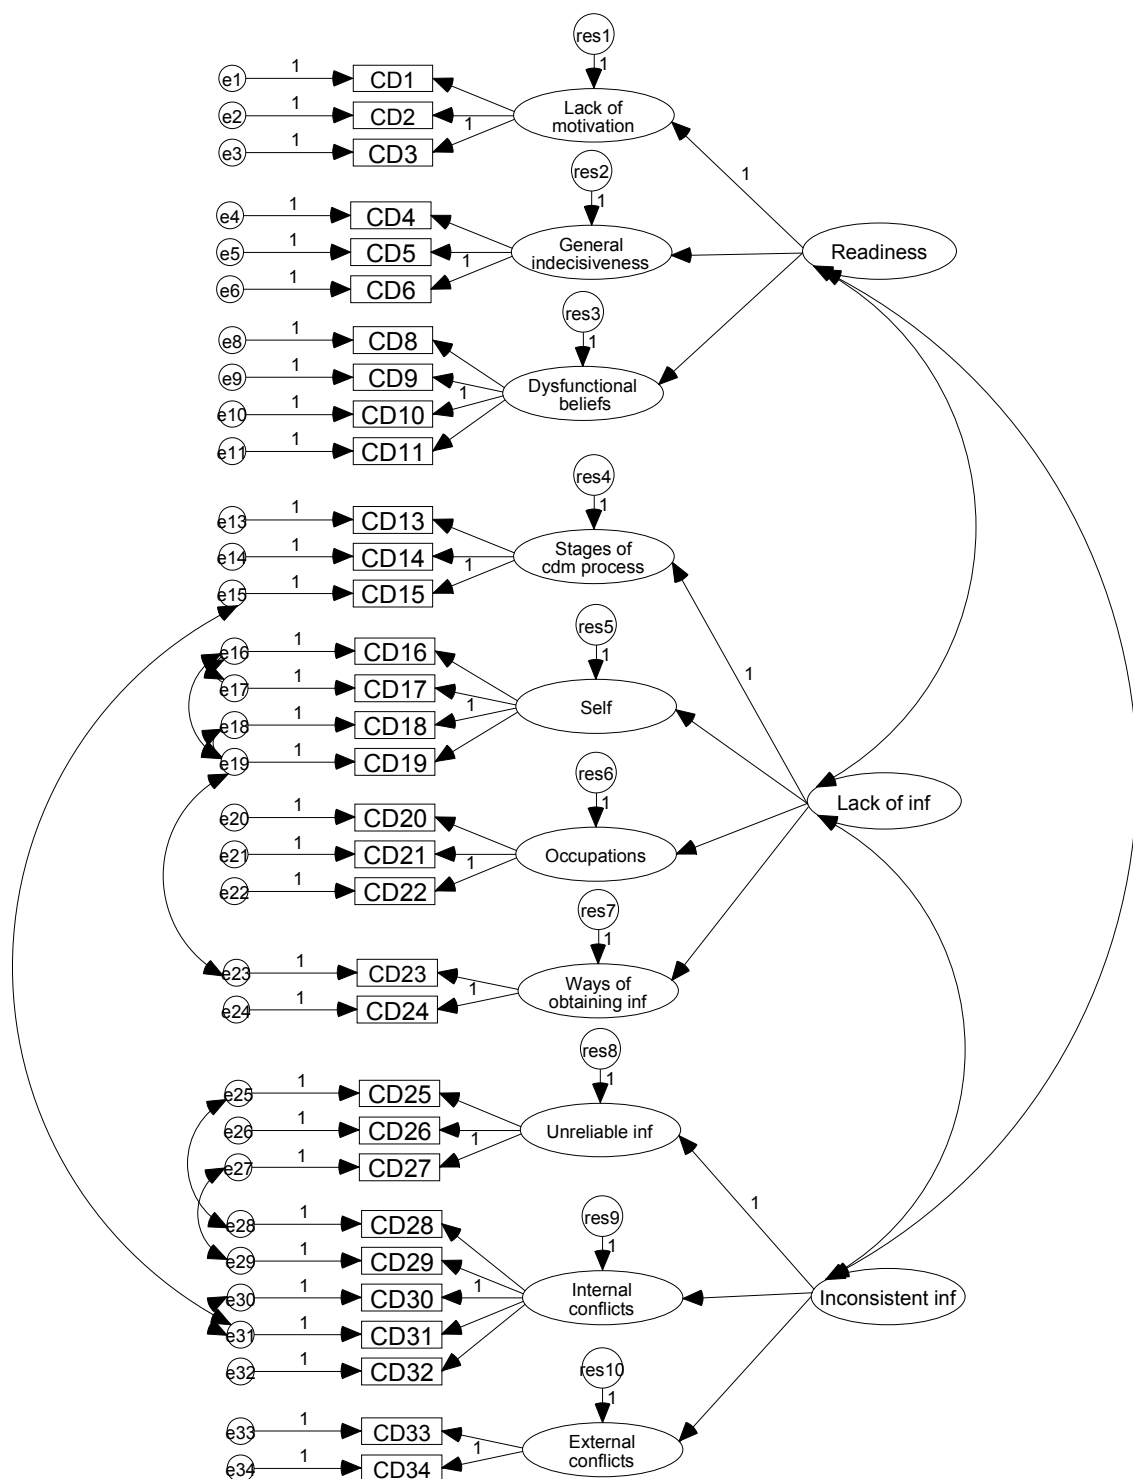 res1
1
e1 1 CD1
e2 1 CD2
Lack of
motivation
1
e3 1 CD3
res2
1
1
e4 1 CD4
e5 1 CD5
General
indecisiveness
Readiness
1
e6 1 CD6
res3
1
e8 1 CD8
e9 1 CD9
Dysfunctional
beliefs
1
e10 1 CD10
e11 1 CD11
res4
1
e13 1 CD13
e14 1 CD14
Stages of
cdm process
1
e15 1 CD15
res5
1
e16 1 CD16
1
e17 1 CD17
Self
1
e18 1 CD18
e19 1 CD19
res6
1
Lack of inf
e20 1 CD20
e21 1 CD21
Occupations
1
e22 1 CD22
res7
1
e23 1 CD23
Ways of
obtaining inf
1
e24 1 CD24
res8
1
e25 1 CD25
e26 1 CD26
Unreliable inf
1
e27 1 CD27
1
res9
1
e28 1 CD28
e29 1 CD29
Internal
conflicts
1
e30 1 CD30
Inconsistent inf
e31 1 CD31
e32 1 CD32
res10
1
e33 1 CD33
External
conflicts
1
e34 1 CD34